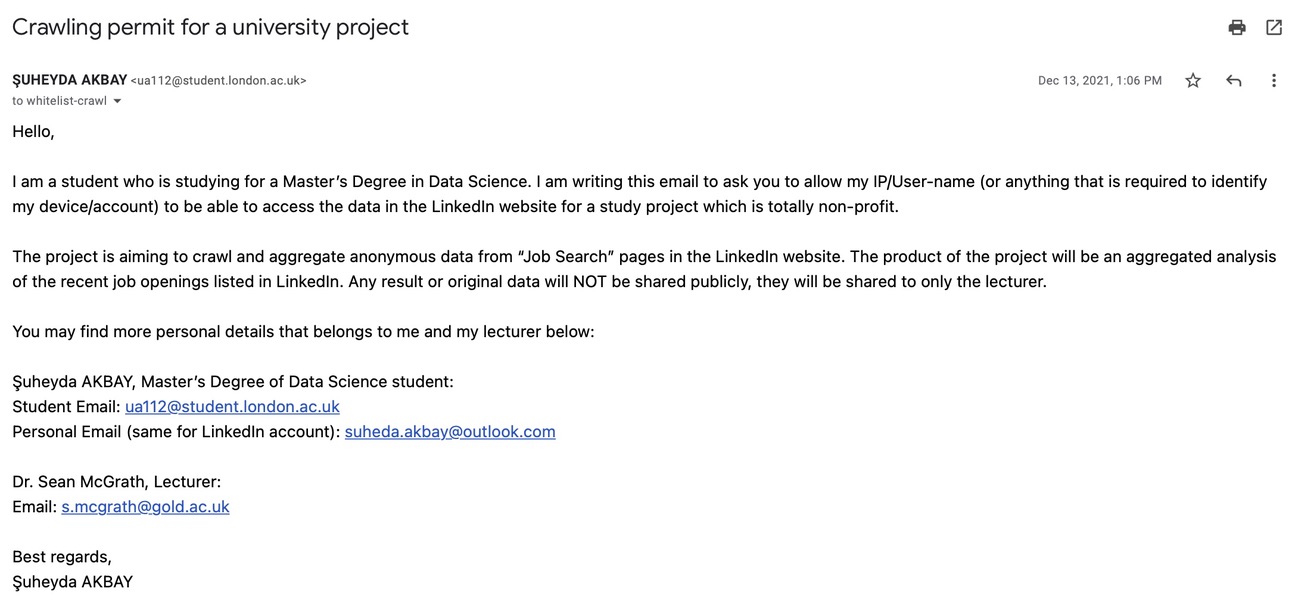 Crawling permit for a university project
ŞUHEYDA AKBAY <ua112@student.london.ac.uk>
Dec 13, 2021, 1:06 PM
to whitelist-crawl
Hello,
I am a student who is studying for a Master’s Degree in Data Science. I am writing this email to ask you to allow my IP/User-name (or anything that is required to identify
my device/account) to be able to access the data in the LinkedIn website for a study project which is totally non-profit.
The project is aiming to crawl and aggregate anonymous data from “Job Search” pages in the LinkedIn website. The product of the project will be an aggregated analysis
of the recent job openings listed in LinkedIn. Any result or original data will NOT be shared publicly, they will be shared to only the lecturer.
You may find more personal details that belongs to me and my lecturer below:
Şuheyda AKBAY, Master’s Degree of Data Science student:
Student Email: ua112@student.london.ac.uk
Personal Email (same for LinkedIn account): suheda.akbay@outlook.com
Dr. Sean McGrath, Lecturer:
Email: s.mcgrath@gold.ac.uk
Best regards,
Şuheyda AKBAY